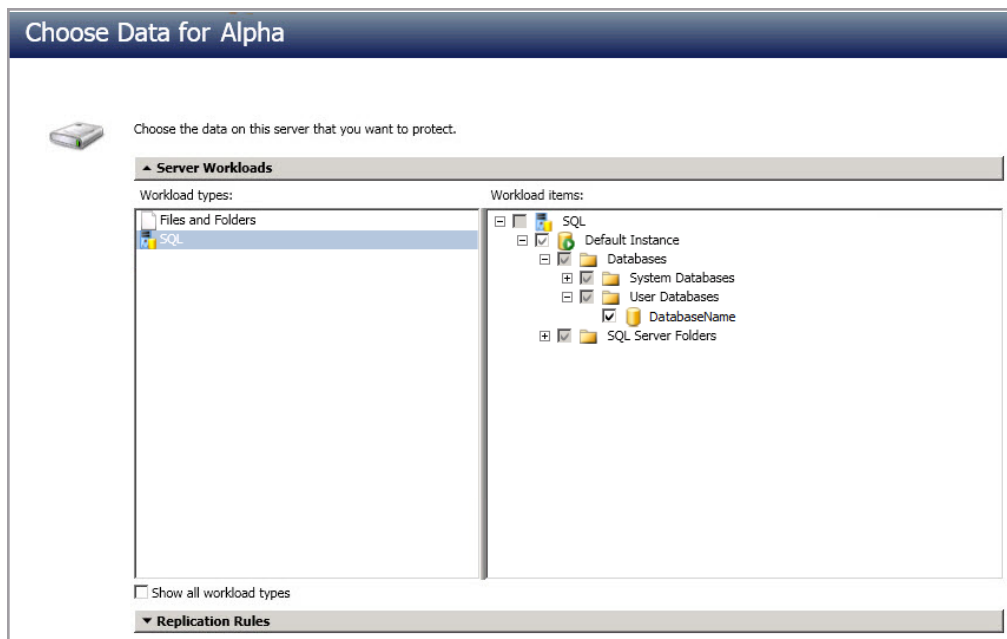 Choose Data for Alpha
Choose the data on this server that you want to protect.
Server Workloads
Workload types:
Files and Folders
SQL
Workload items:
SQL
Default Instance
Databases
System Databases
User Databases
DatabaseName
SQL Server Folders
Show all workload types
Replication Rules